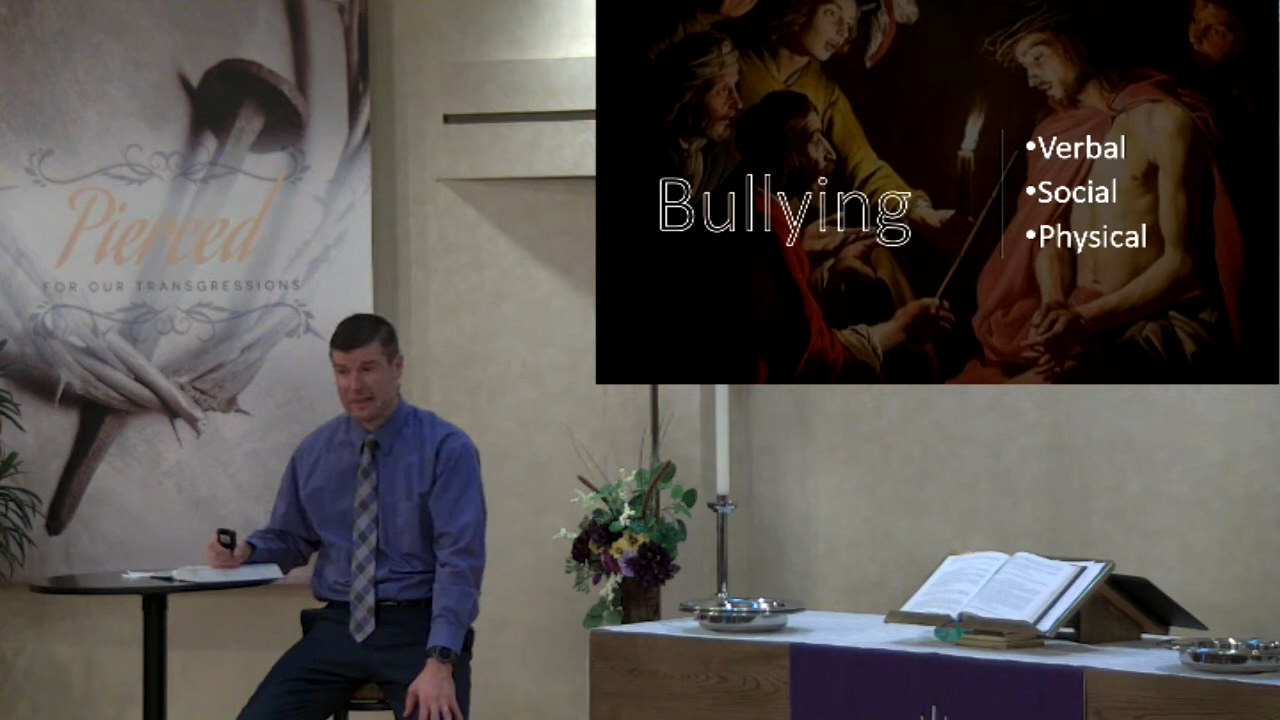 Pierced
FOR OUR TRANSGRESSIONS
Bullying
•Verbal
•Social
•Physical